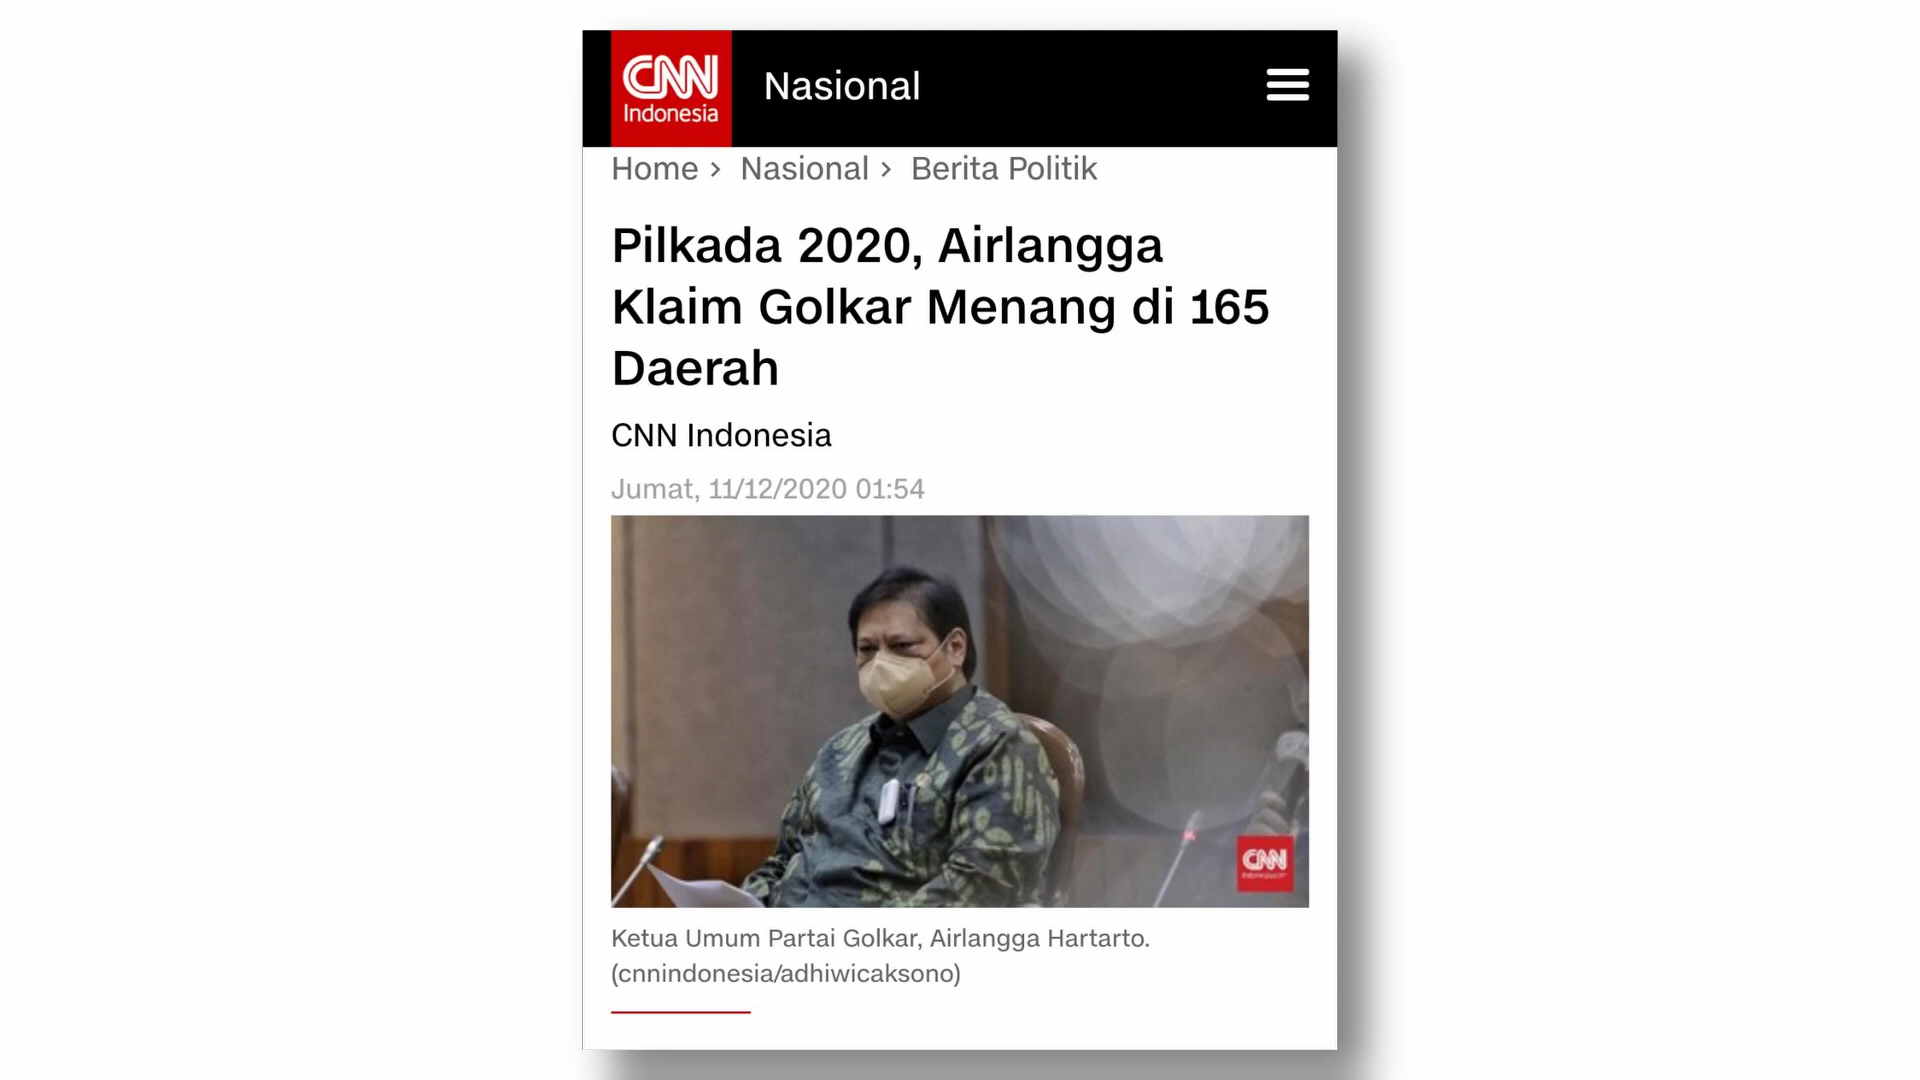 CNN
Indonesia
Nasional
Home › Nasional › Berita Politik
Pilkada 2020, Airlangga
Klaim Golkar Menang di 165
Daerah
CNN Indonesia
Jumat, 11/12/2020 01:54
CNN
Ketua Umum Partai Golkar, Airlangga Hartarto.
(cnnindonesia/adhiwicaksono)